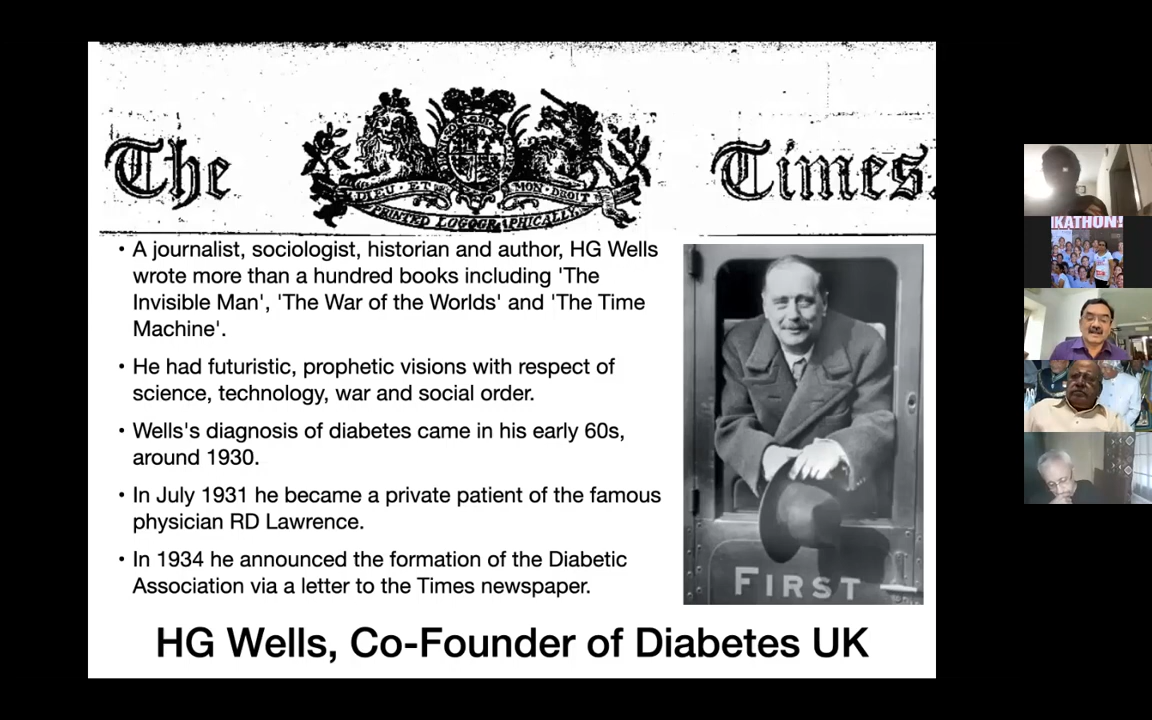 The Times.
DIEU·ET MON·DROIT
PRINTED LOGOGRAPHICALLY.
• A journalist, sociologist, historian and author, HG Wells
wrote more than a hundred books including 'The
Invisible Man', 'The War of the Worlds' and 'The Time
Machine'.
• He had futuristic, prophetic visions with respect of
science, technology, war and social order.
• Wells's diagnosis of diabetes came in his early 60s,
around 1930.
• In July 1931 he became a private patient of the famous
physician RD Lawrence.
• In 1934 he announced the formation of the Diabetic
Association via a letter to the Times newspaper.
FIRST
HG Wells, Co-Founder of Diabetes UK
IKATHON!